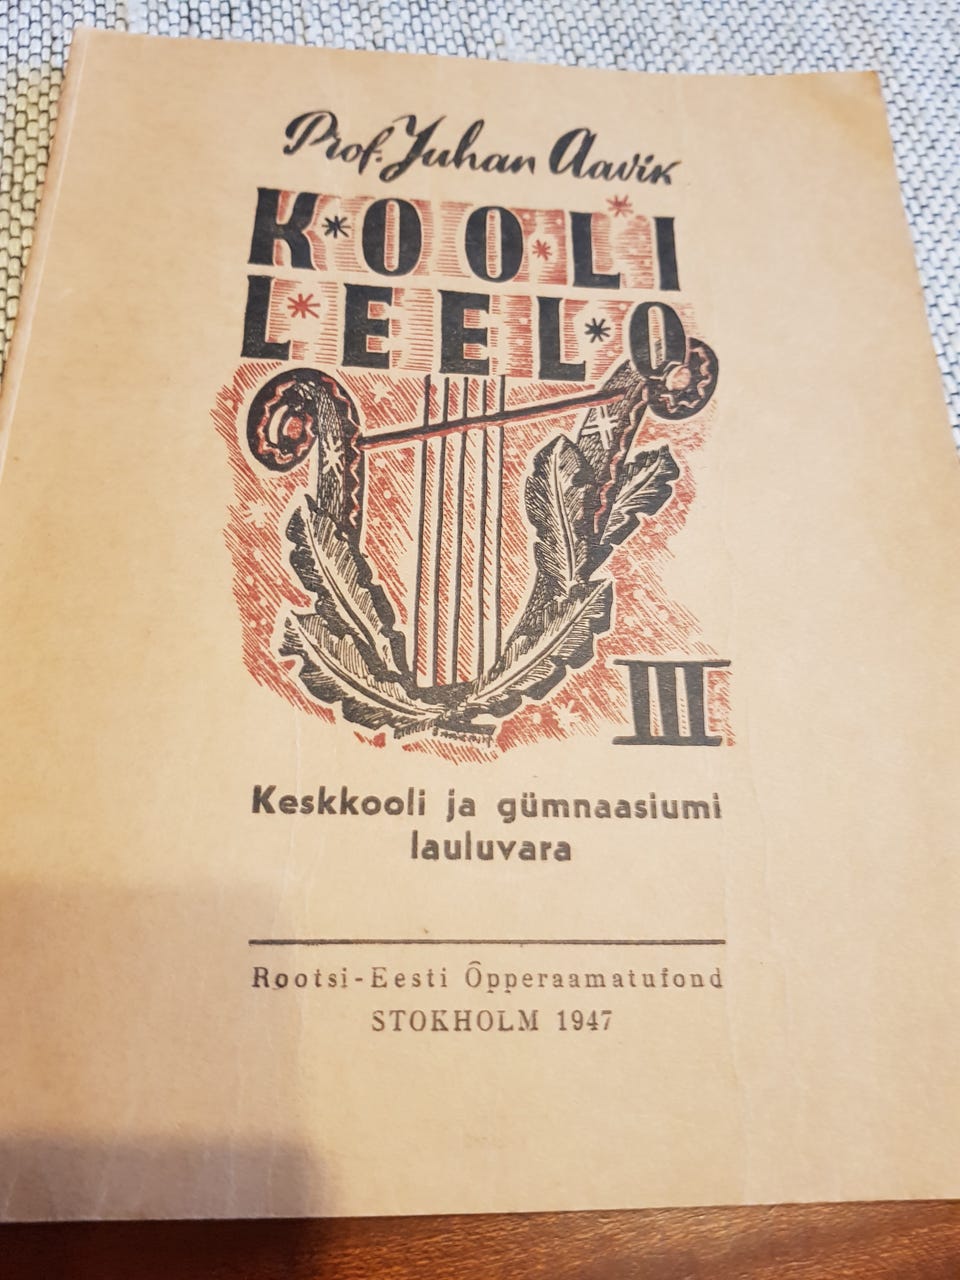 Prof. Juhan Aavik
KOOLI
LEELO
III
Keskkooli ja gümnaasiumi
lauluvara
Rootsi-Eesti Õpperaamatufond
STOKHOLM 1947